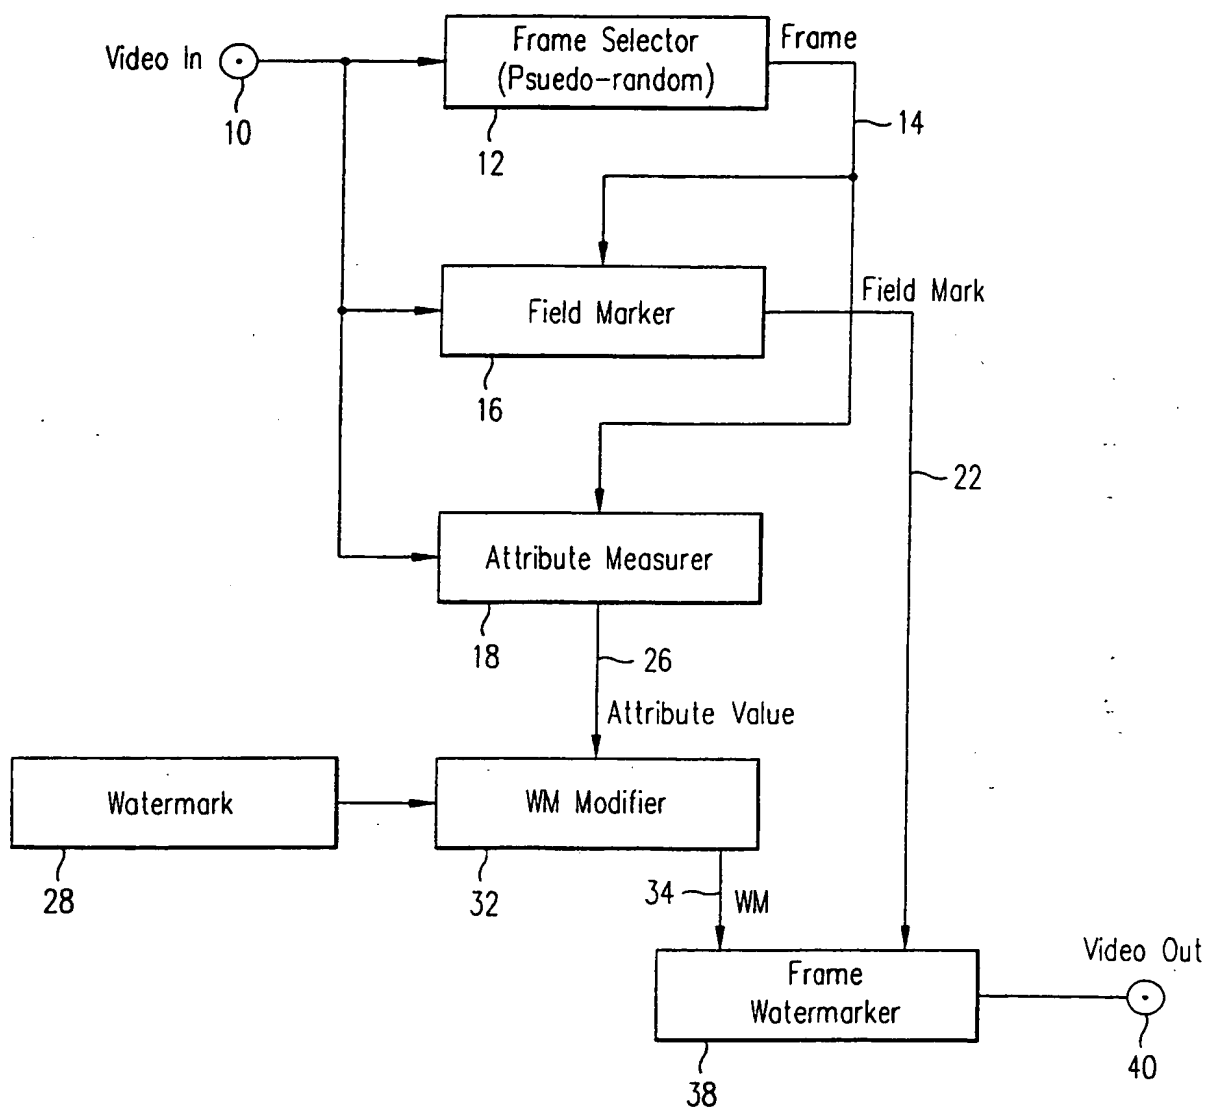 Video In
10
Frame Selector
(Psuedo-random)
12
Frame
14
Field Marker
16
Field Mark
22
Attribute Measurer
18
26
Attribute Value
Watermark
28
WM Modifier
32
34
WM
Frame
Watermarker
38
Video Out
40